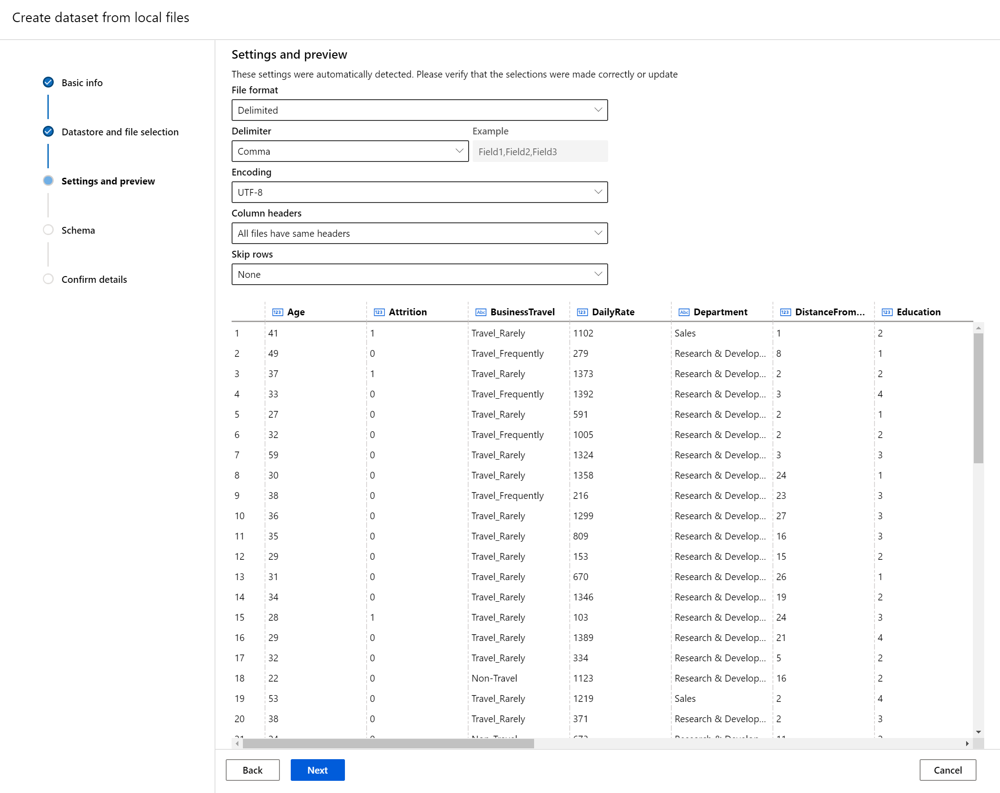 Create dataset from local files
Basic info
Datastore and file selection
Settings and preview
Schema
Confirm details
Settings and preview
These settings were automatically detected. Please verify that the selections were made correctly or update
File format
Delimited
Delimiter Example
Comma Field1,Field2,Field3
Encoding
UTF-8
Column headers
All files have same headers
Skip rows
None
123 Age 123 Attrition Abc BusinessTravel 123 DailyRate Abc Department 123 DistanceFrom... 123 Education
1 41 1 Travel_Rarely 1102 Sales 1 2
2 49 0 Travel_Frequently 279 Research & Develop... 8 1
3 37 1 Travel_Rarely 1373 Research & Develop... 2 2
4 33 0 Travel_Frequently 1392 Research & Develop... 3 4
5 27 0 Travel_Rarely 591 Research & Develop... 2 1
6 32 0 Travel_Frequently 1005 Research & Develop... 2 2
7 59 0 Travel_Rarely 1324 Research & Develop... 3 3
8 30 0 Travel_Rarely 1358 Research & Develop... 24 1
9 38 0 Travel_Frequently 216 Research & Develop... 23 3
10 36 0 Travel_Rarely 1299 Research & Develop... 27 3
11 35 0 Travel_Rarely 809 Research & Develop... 16 3
12 29 0 Travel_Rarely 153 Research & Develop... 15 2
13 31 0 Travel_Rarely 670 Research & Develop... 26 1
14 34 0 Travel_Rarely 1346 Research & Develop... 19 2
15 28 1 Travel_Rarely 103 Research & Develop... 24 3
16 29 0 Travel_Rarely 1389 Research & Develop... 21 4
17 32 0 Travel_Rarely 334 Research & Develop... 5 2
18 22 0 Non-Travel 1123 Research & Develop... 16 2
19 53 0 Travel_Rarely 1219 Sales 2 4
20 38 0 Travel_Rarely 371 Research & Develop... 2 3
Back Next Cancel